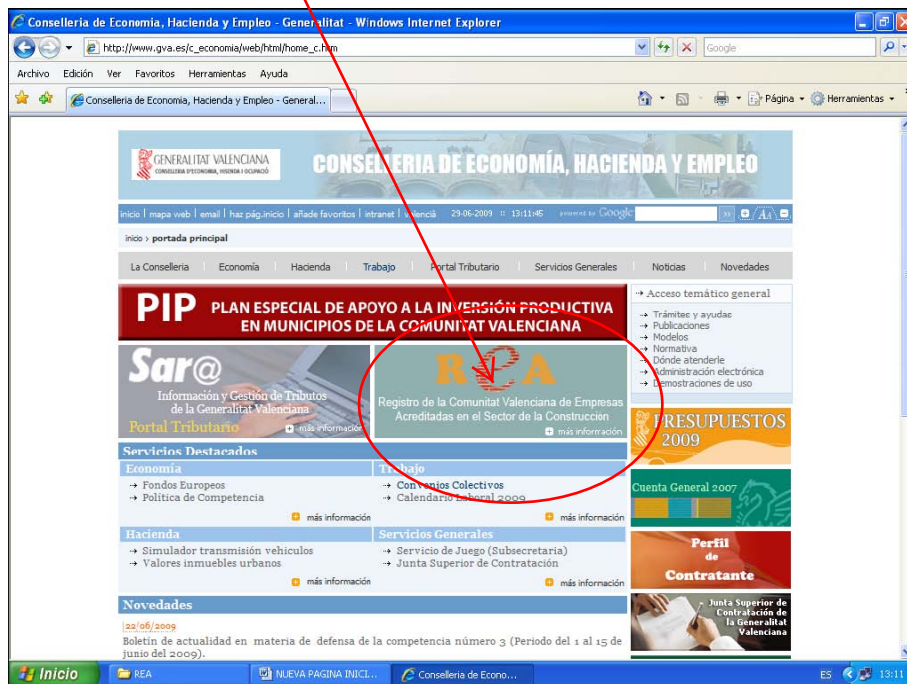 Conselleria de Economia, Hacienda y Empleo - Generalitat - Windows Internet Explorer
http://www.gva.es/c_economia/web/html/home_c.htm
Google
Archivo Edición Ver Favoritos Herramientas Ayuda
Conselleria de Economia, Hacienda y Empleo - General...
Página Herramientas
GENERALITAT VALENCIANA
CONSELLERIA D'ECONOMIA, HISENDA I OCUPACIÓ
CONSELLERIA DE ECONOMÍA, HACIENDA Y EMPLEO
inicio | mapa web | email | haz pág.inicio | añade favoritos | intranet | valencià 29-06-2009 :: 13:11:45 powered by Google
inicio > portada principal
La Conselleria Economía Hacienda Trabajo Portal Tributario Servicios Generales Noticias Novedades
PIP PLAN ESPECIAL DE APOYO A LA INVERSIÓN PRODUCTIVA
EN MUNICIPIOS DE LA COMUNITAT VALENCIANA
Sar@
Información y Gestión de Tributos
de la Generalitat Valenciana
Portal Tributario
más información
ReA
Registro de la Comunitat Valenciana de Empresas
Acreditadas en el Sector de la Construcción
más información
Acceso temático general
Trámites y ayudas
Publicaciones
Modelos
Normativa
Dónde atenderle
Administración electrónica
Demostraciones de uso
PRESUPUESTOS
2009
Servicios Destacados
Economía
Fondos Europeos
Política de Competencia
más información
Trabajo
Convenios Colectivos
Calendario Laboral 2009
más información
Cuenta General 2007
Hacienda
Simulador transmisión vehiculos
Valores inmuebles urbanos
más información
Servicios Generales
Servicio de Juego (Subsecretaria)
Junta Superior de Contratación
más información
Perfil
de
Contratante
Novedades
22/06/2009
Boletín de actualidad en materia de defensa de la competencia número 3 (Periodo del 1 al 15 de
junio del 2009).
Junta Superior de
Contratación de
la Generalitat
Valenciana
Inicio REA NUEVA PAGINA INICI... Conselleria de Econo... ES 13:11